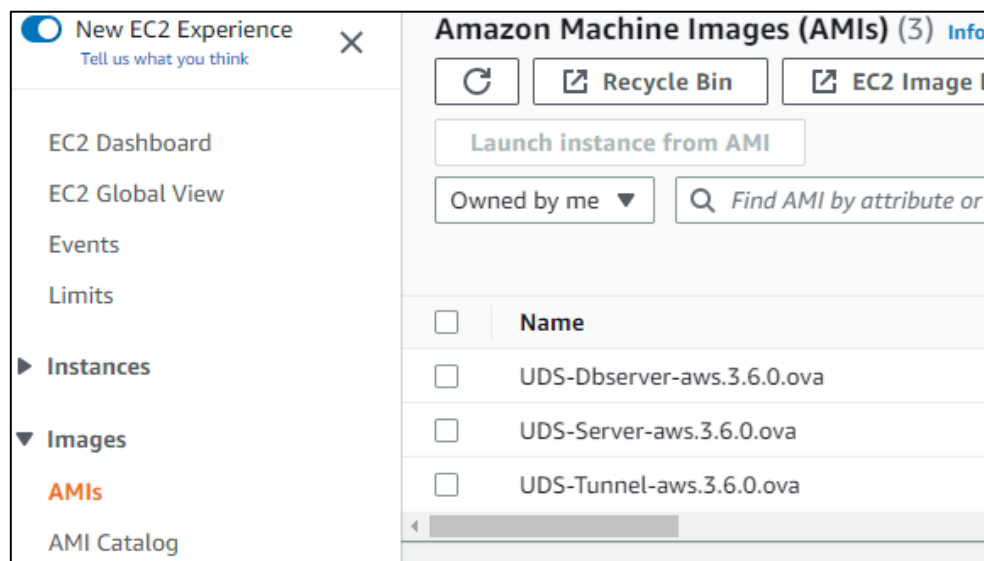 New EC2 Experience
Tell us what you think
EC2 Dashboard
EC2 Global View
Events
Limits
Instances
Images
AMIs
AMI Catalog
Amazon Machine Images (AMIs) (3) Info
Recycle Bin
EC2 Image
Launch instance from AMI
Owned by me
Find AMI by attribute or
Name
UDS-Dbserver-aws.3.6.0.ova
UDS-Server-aws.3.6.0.ova
UDS-Tunnel-aws.3.6.0.ova